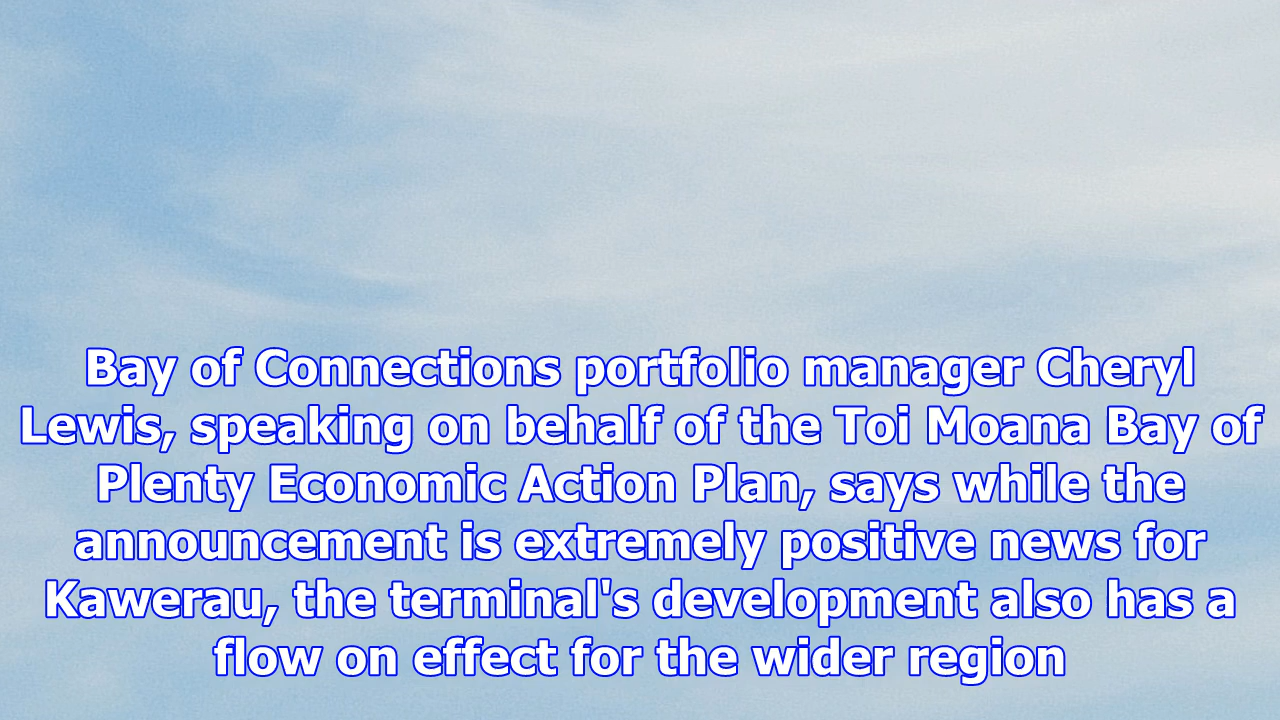 Bay of Connections portfolio manager Cheryl
Lewis, speaking on behalf of the Toi Moana Bay of
Plenty Economic Action Plan, says while the
announcement is extremely positive news for
Kawerau, the terminal's development also has a
flow on effect for the wider region